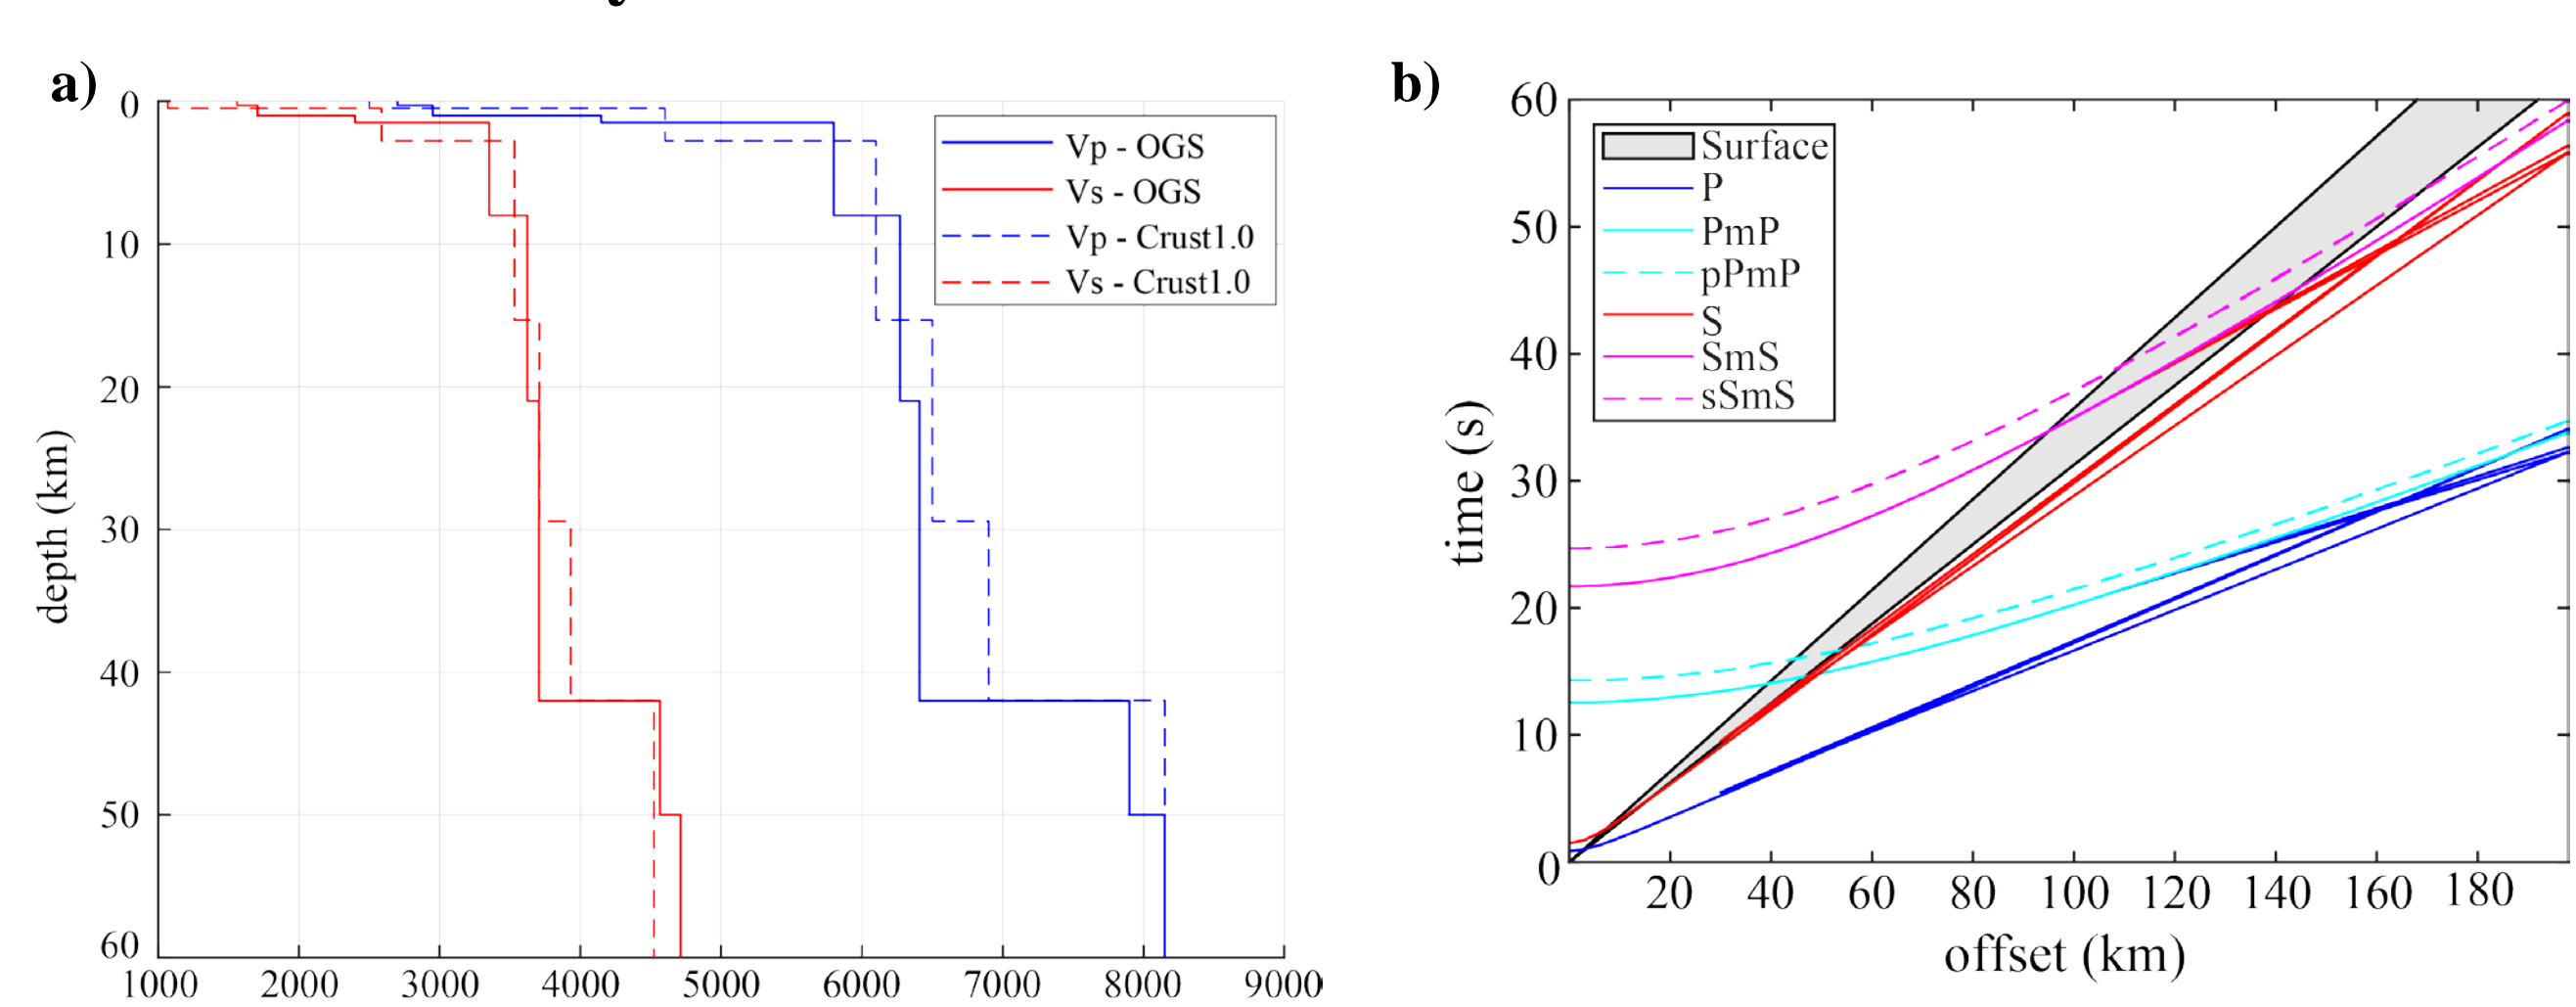 a)
0
10
20
30
40
50
60
depth (km)
1000 2000 3000 4000 5000 6000 7000 8000 9000
Vp - OGS
Vs - OGS
Vp - Crust1.0
Vs - Crust1.0
b)
60
50
40
30
20
10
0
time (s)
20 40 60 80 100 120 140 160 180
offset (km)
Surface
P
PmP
pPmP
S
SmS
sSmS